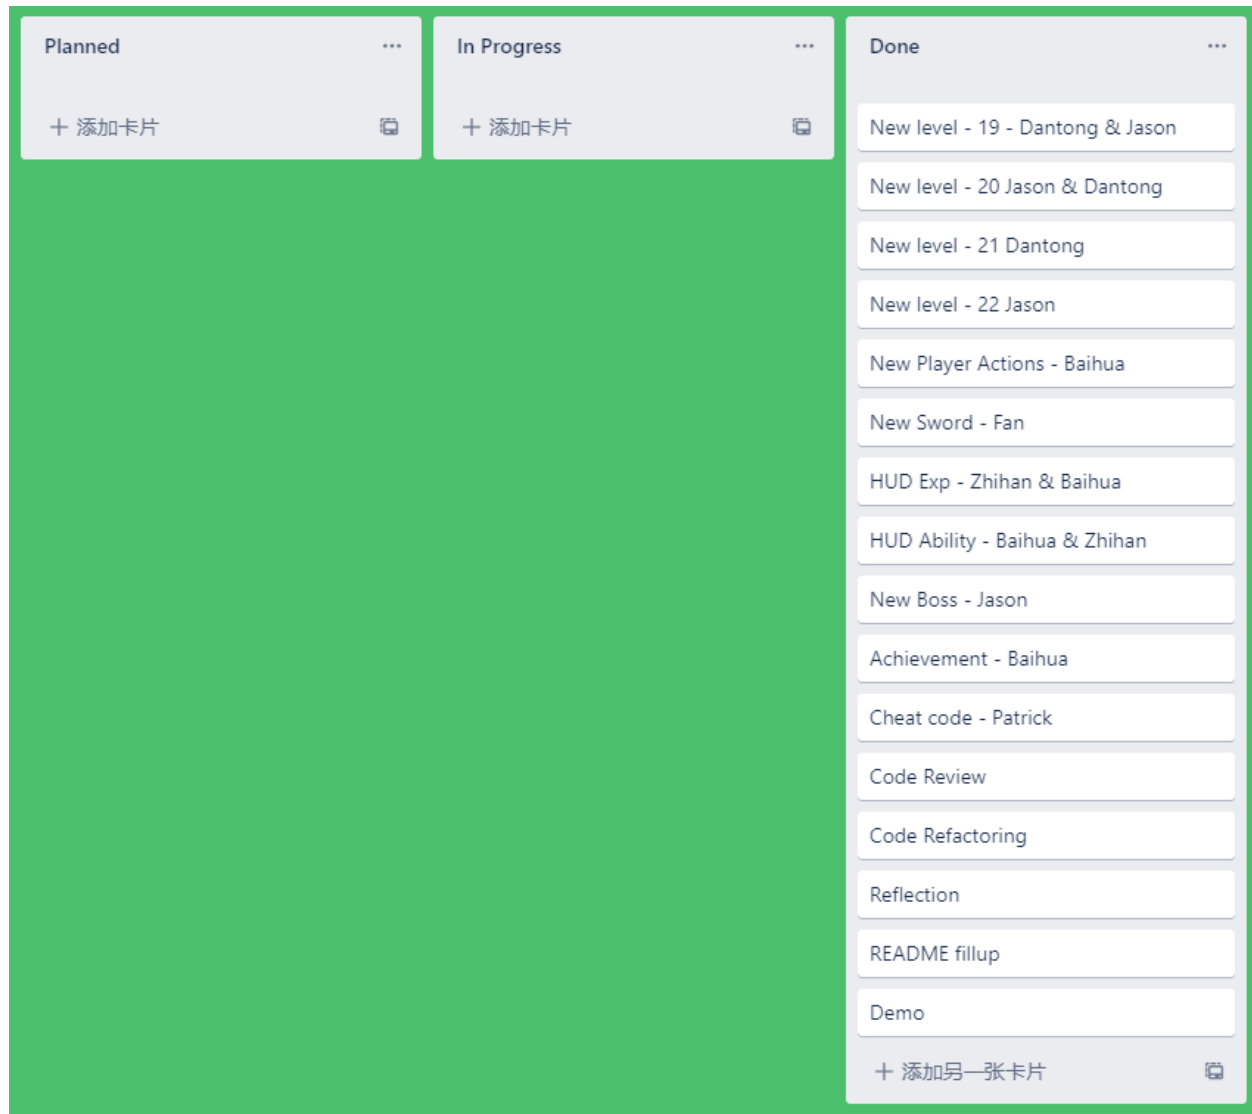 Planned
添加卡片
In Progress
添加卡片
Done
New level - 19 - Dantong & Jason
New level - 20 Jason & Dantong
New level - 21 Dantong
New level - 22 Jason
New Player Actions - Baihua
New Sword - Fan
HUD Exp - Zhihan & Baihua
HUD Ability - Baihua & Zhihan
New Boss - Jason
Achievement - Baihua
Cheat code - Patrick
Code Review
Code Refactoring
Reflection
README fillup
Demo
添加另一张卡片